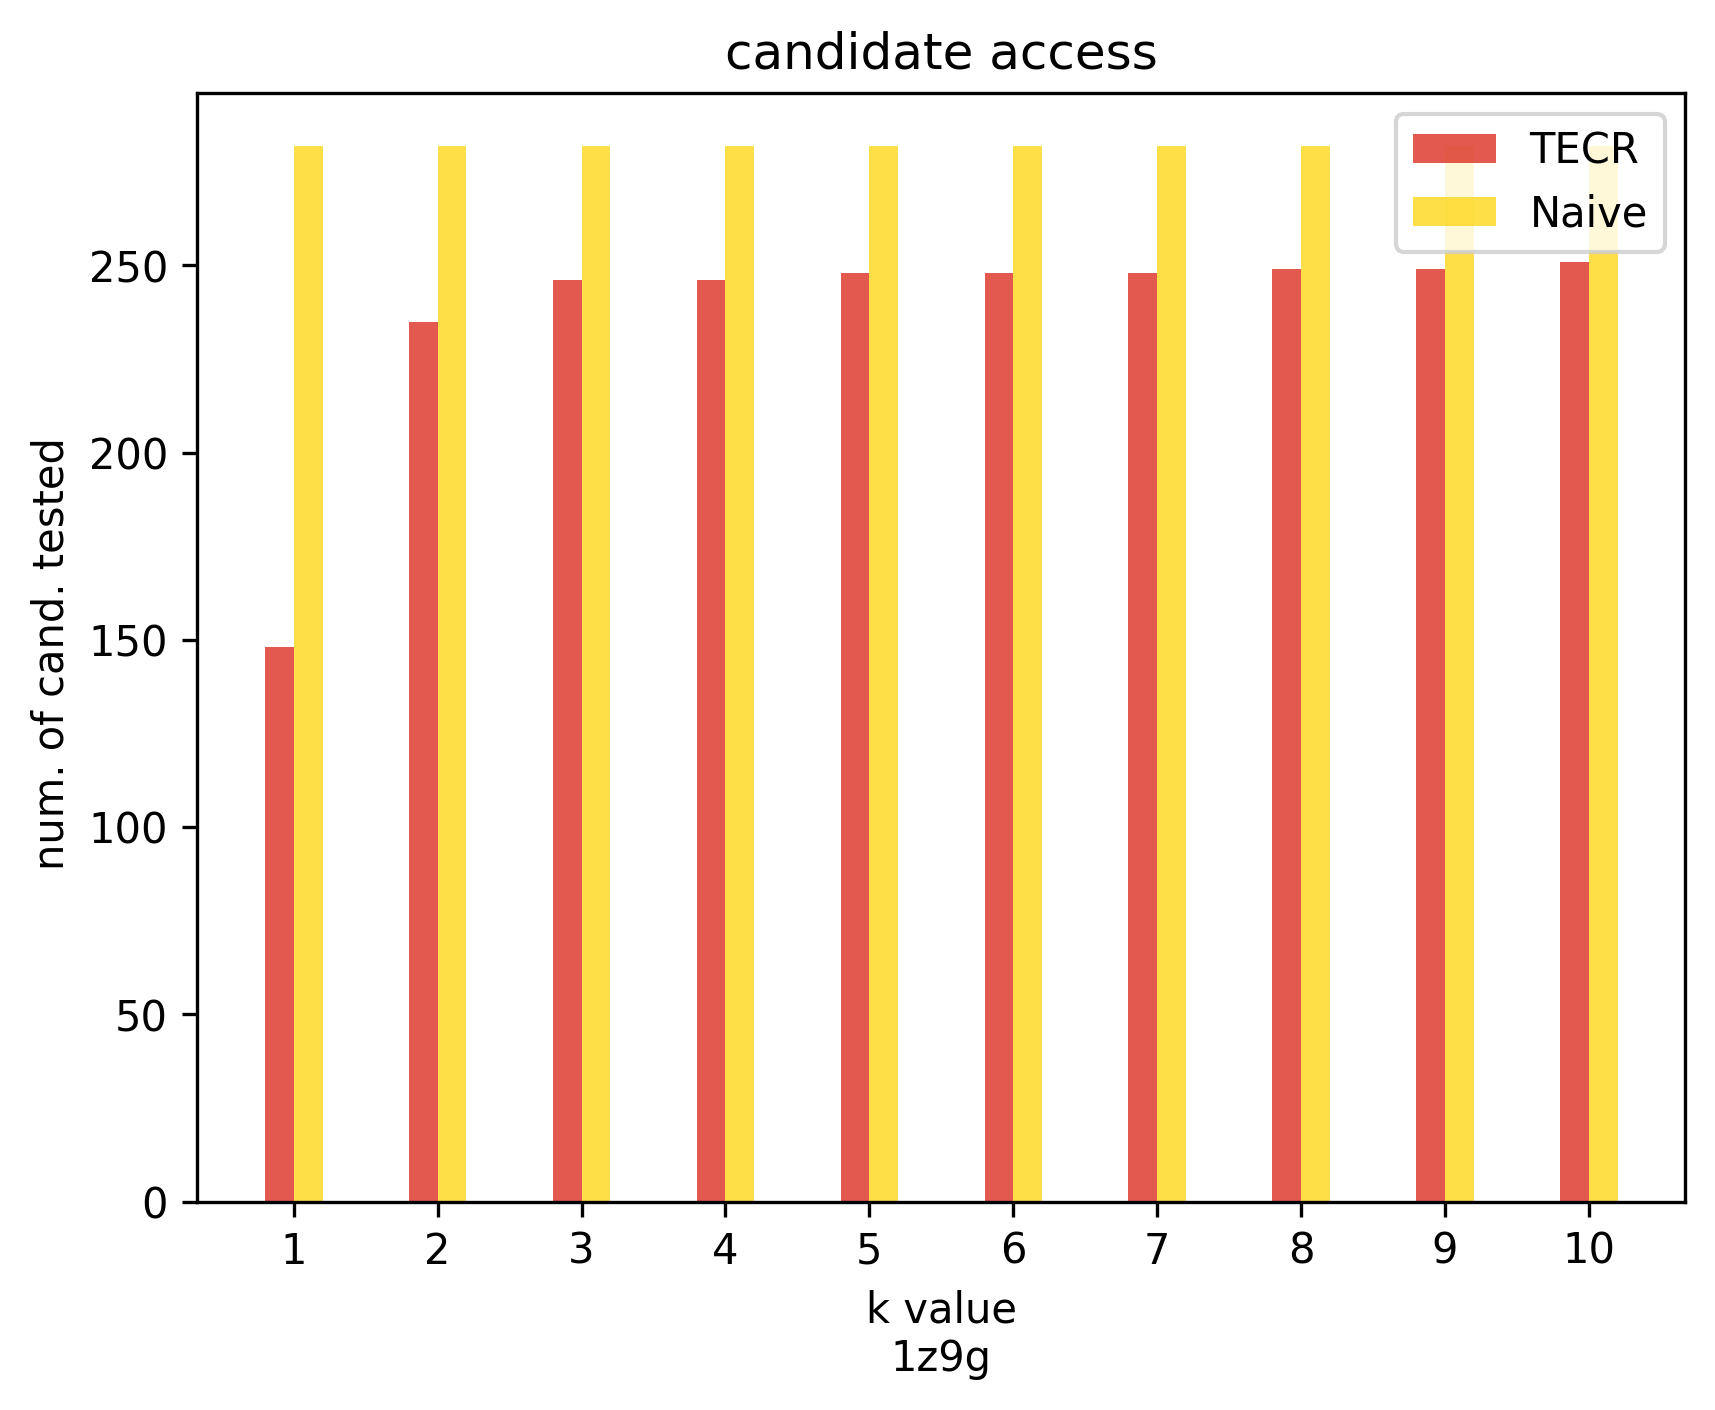 candidate access
TECR
Naive
num. of cand. tested
250
200
150
100
50
0
1 2 3 4 5 6 7 8 9 10
k value
1z9g